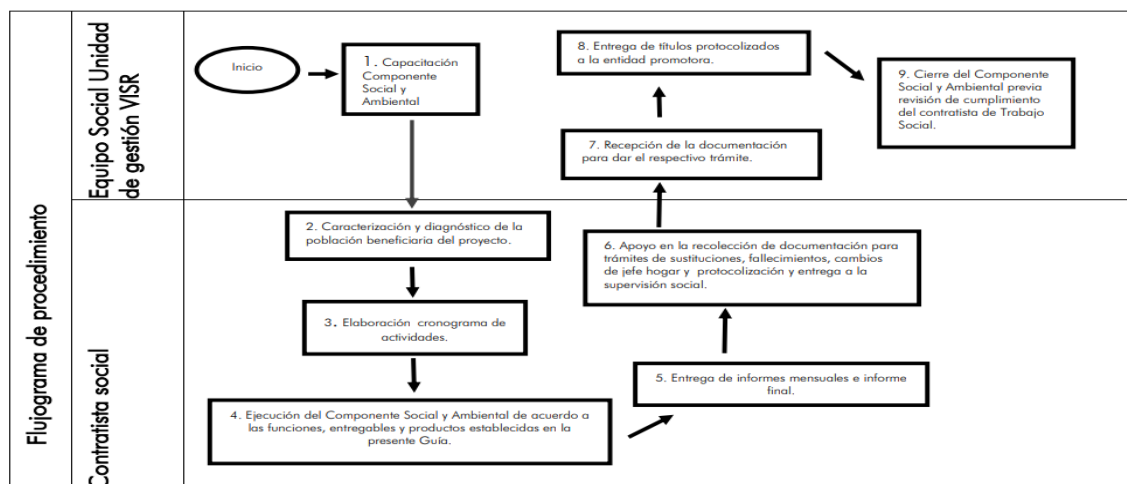 Flujograma de procedimiento
Equipo Social Unidad
de gestión VISR
Inicio
1. Capacitación
Componente
Social y
Ambiental
8. Entrega de títulos protocolizados
a la entidad promotora.
9. Cierre del Componente
Social y Ambiental previa
revisión de cumplimiento
del contratista de Trabajo
Social.
7. Recepción de la documentación
para dar el respectivo trámite.
Contratista social
2. Caracterización y diagnóstico de la
población beneficiaria del proyecto.
3. Elaboración cronograma de
actividades.
4. Ejecución del Componente Social y Ambiental de acuerdo a
las funciones, entregables y productos establecidas en la
presente Guía.
5. Entrega de informes mensuales e informe
final.
6. Apoyo en la recolección de documentación para
trámites de sustituciones, fallecimientos, cambios
de jefe hogar y protocolización y entrega a la
supervisión social.